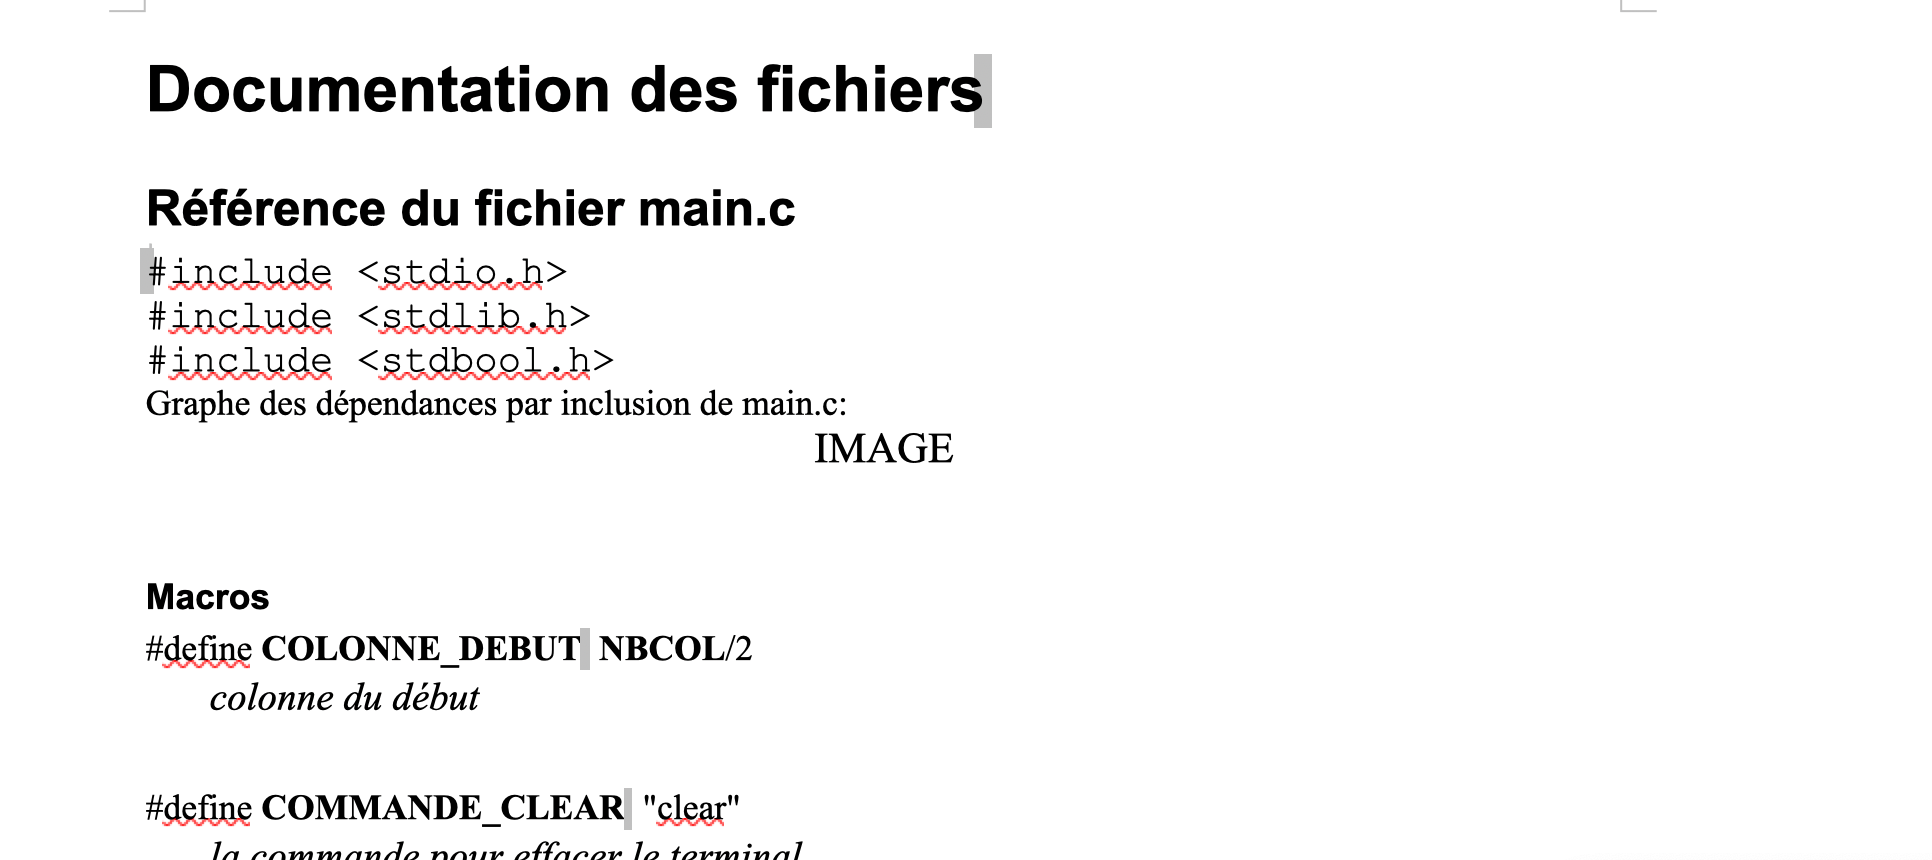 Documentation des fichiers
Référence du fichier main.c
#include <stdio.h>
#include <stdlib.h>
#include <stdbool.h>
Graphe des dépendances par inclusion de main.c:
IMAGE
Macros
#define COLONNE_DEBUT NBCOL/2
colonne du début
#define COMMANDE_CLEAR "clear"
la commande pour effacer le terminal